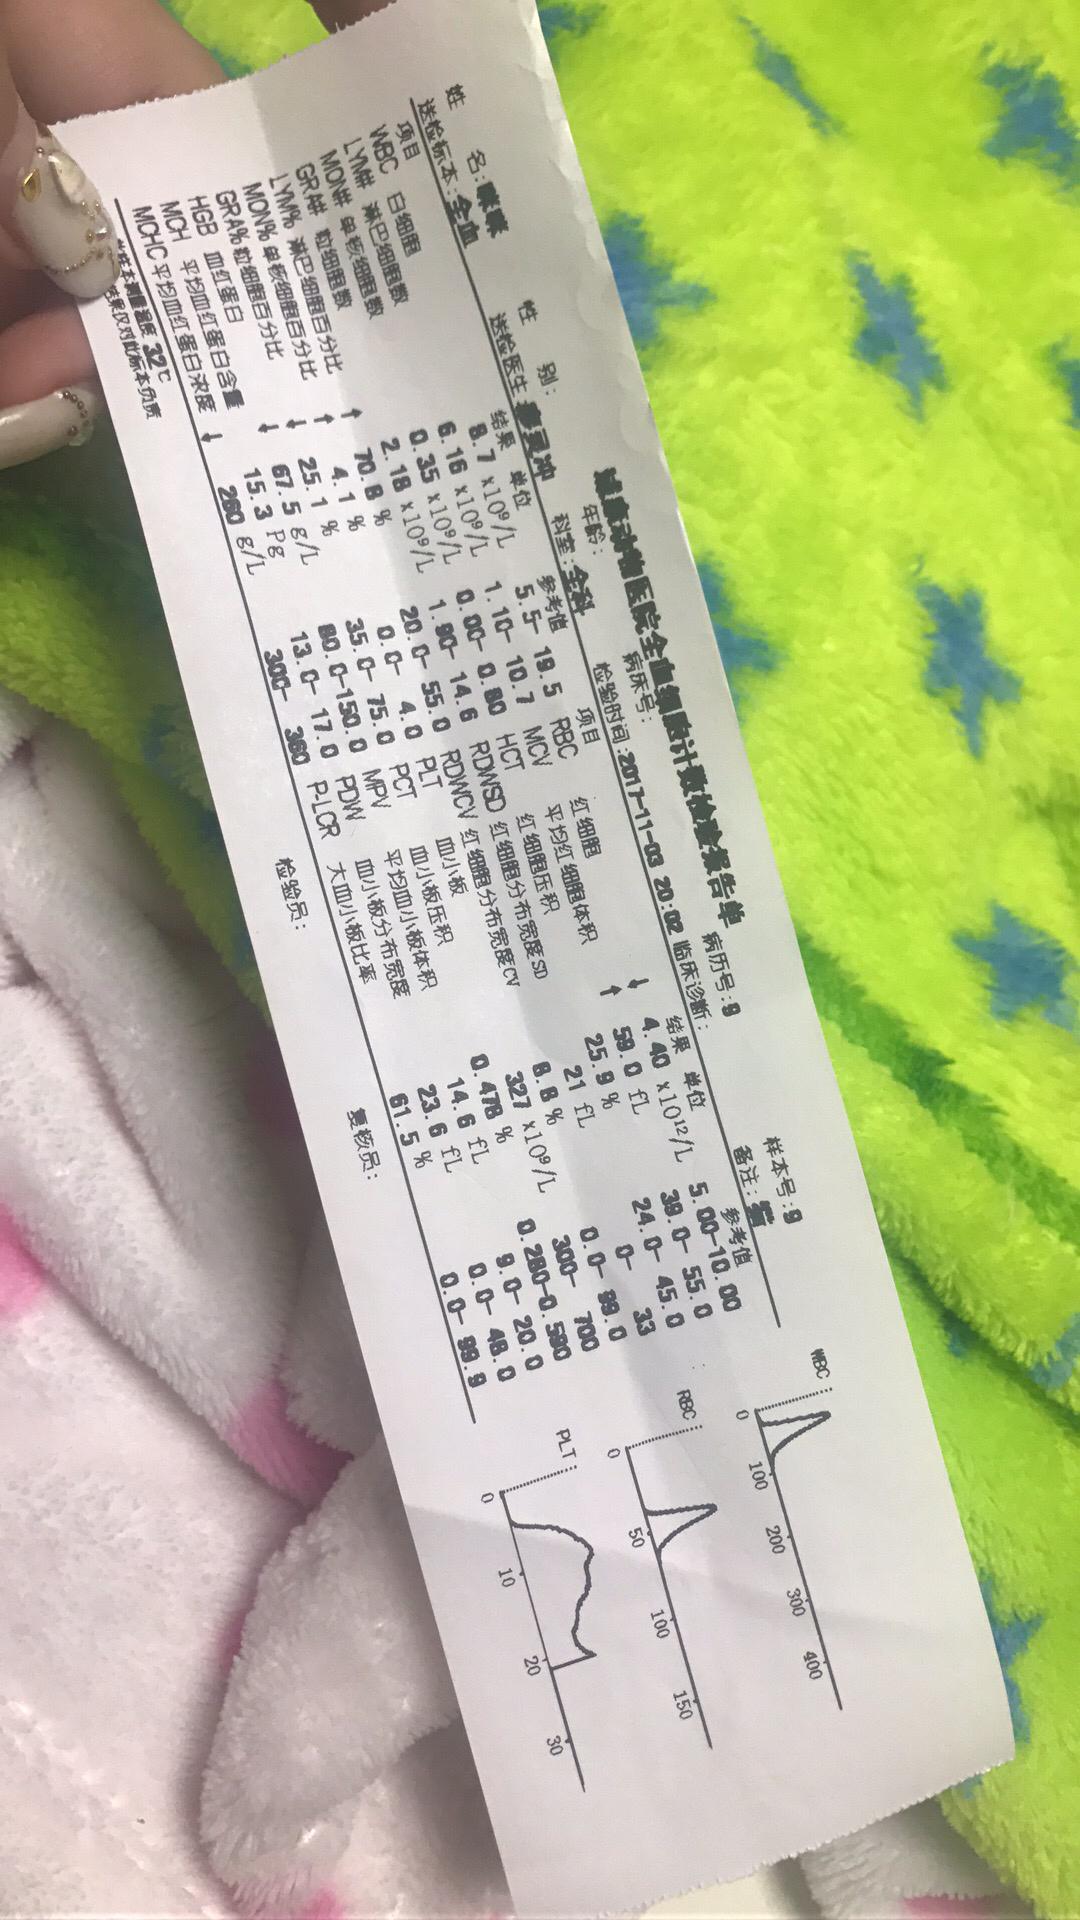 动物医院全血细胞计数检验报告单
姓 名:咪咪 性 别: 年龄: 病床号: 病历号:9 样本号:9
送检标本:全血 送检医生: 科室:全科 检验时间:2017-11-03 20:02 临床诊断: 备注:
项目 结果 单位 参考值 项目 结果 单位 参考值
WBC 白细胞 8.7 x10⁹/L 5.5- 19.5 RBC 红细胞 ↓ 4.40 x10¹²/L 5.00-10.00
LYM# 淋巴细胞数 6.16 x10⁹/L 1.10- 10.7 MCV 平均红细胞体积 ↑ 59.0 fL 39.0- 55.0
MON# 单核细胞数 0.35 x10⁹/L 0.00- 0.80 HCT 红细胞压积 25.9 % 24.0- 45.0
GRA# 粒细胞数 2.18 x10⁹/L 1.90- 14.6 RDWSD 红细胞分布宽度SD 21 fL 0- 33
LYM% 淋巴细胞百分比 ↑ 70.8 % 20.0- 55.0 RDWCV 红细胞分布宽度CV 8.8 % 0.0- 99.0
MON% 单核细胞百分比 ↑ 4.1 % 0.0- 4.0 PLT 血小板 327 x10⁹/L 300- 700
GRA% 粒细胞百分比 ↓ 25.1 % 35.0- 75.0 PCT 血小板压积 0.478 % 0.280-0.590
HGB 血红蛋白 ↓ 67.5 g/L 80.0-150.0 MPV 平均血小板体积 14.6 fL 9.0- 20.0
MCH 平均血红蛋白含量 15.3 Pg 13.0- 17.0 PDW 血小板分布宽度 23.6 fL 0.0- 48.0
MCHC 平均血红蛋白浓度 ↓ 260 g/L 300- 360 P-LCR 大血小板比率 61.5 % 0.0- 99.9
测量温度 32℃ 检验员: 复核员:
结果仅对此标本负责
WBC
0 100 200 300 400
RBC
0 50 100 150
PLT
0 10 20 30